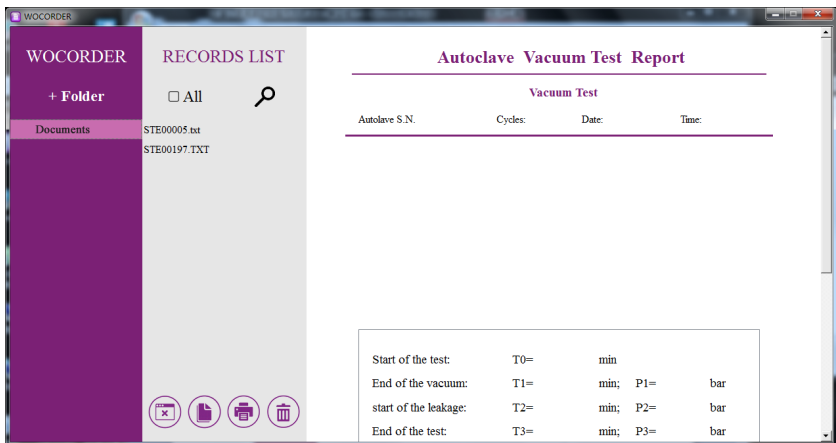 WOCORDER
WOCORDER
+ Folder
Documents
RECORDS LIST
All
STE00005.txt
STE00197.TXT
Autoclave Vacuum Test Report
Vacuum Test
Autolave S.N. Cycles: Date: Time:
Start of the test: T0= min
End of the vacuum: T1= min; P1= bar
start of the leakage: T2= min; P2= bar
End of the test: T3= min; P3= bar